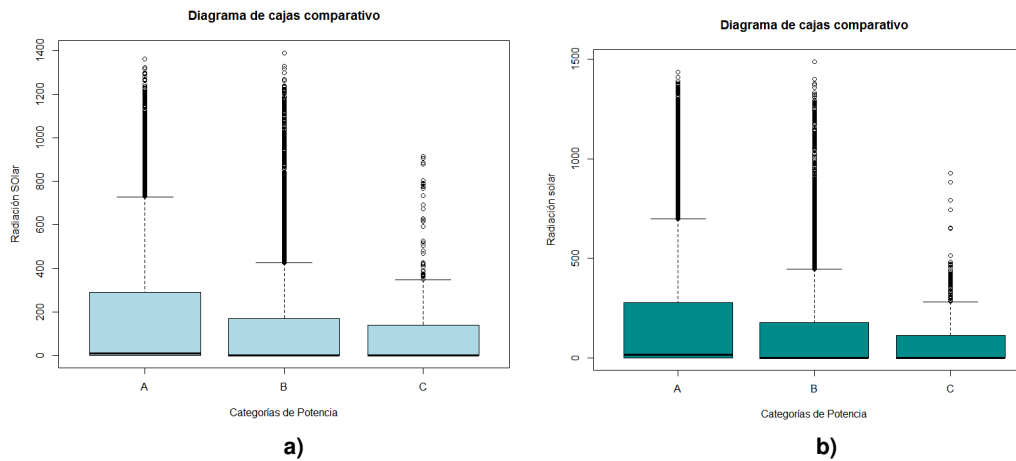 Diagrama de cajas comparativo
Radiación SOlar
1400
1200
1000
800
600
400
200
0
A B C
Categorías de Potencia
a)
Diagrama de cajas comparativo
Radiación solar
1500
1000
500
0
A B C
Categorías de Potencia
b)